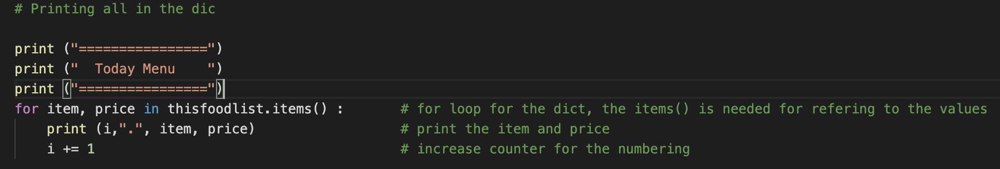 # Printing all in the dic
print ("================")
print ("  Today Menu    ")
print ("================")
for item, price in thisfoodlist.items() :       # for loop for the dict, the items() is needed for refering to the values
    print (i,".", item, price)                  # print the item and price
    i += 1                                      # increase counter for the numbering